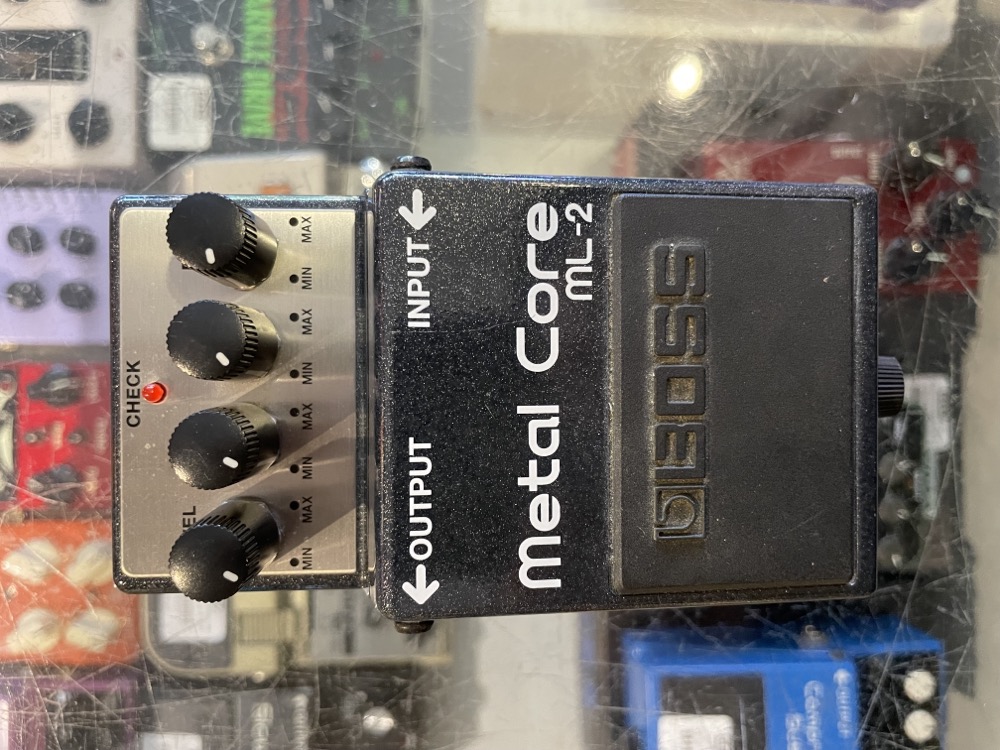 CHECK
EL
MIN MAX MIN MAX MIN MAX MIN MAX
←OUTPUT INPUT←
Metal Core
ML-2
BOSS